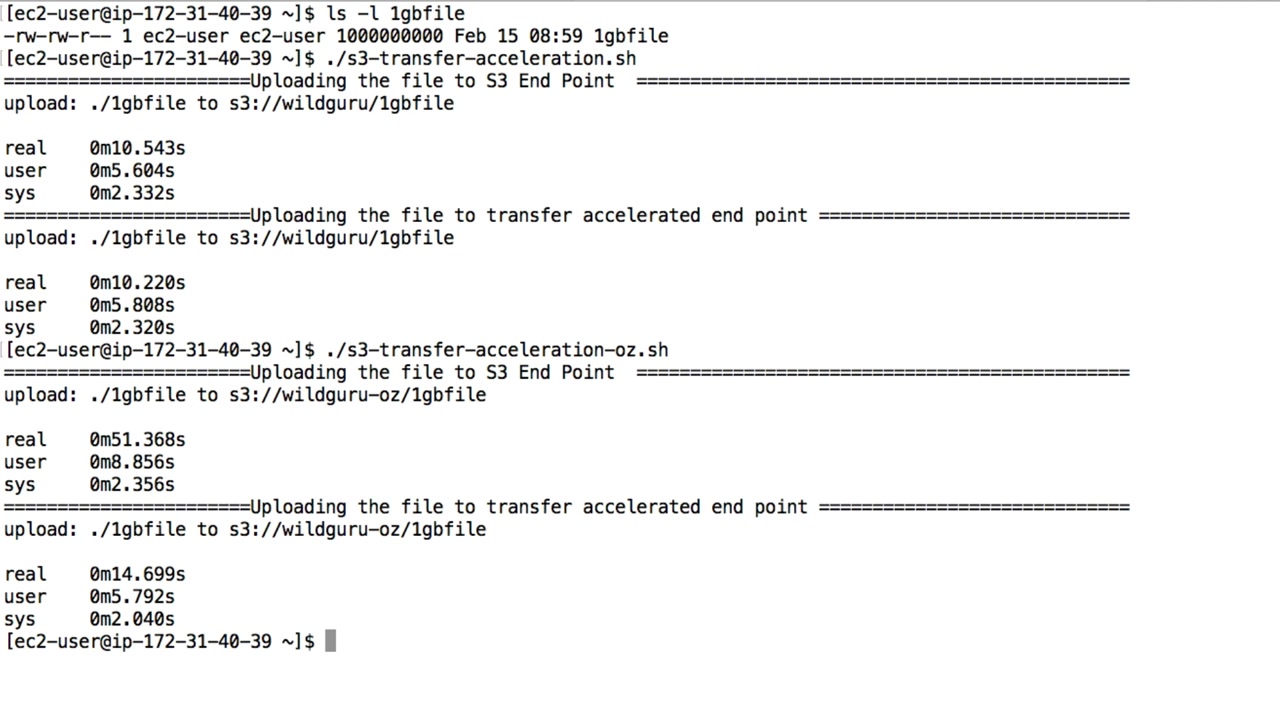 [ec2-user@ip-172-31-40-39 ~]$ ls -l 1gbfile
-rw-rw-r-- 1 ec2-user ec2-user 1000000000 Feb 15 08:59 1gbfile
[ec2-user@ip-172-31-40-39 ~]$ ./s3-transfer-acceleration.sh
=======================Uploading the file to S3 End Point  ==============================================
upload: ./1gbfile to s3://wildguru/1gbfile
real    0m10.543s
user    0m5.604s
sys     0m2.332s
=======================Uploading the file to transfer accelerated end point =============================
upload: ./1gbfile to s3://wildguru/1gbfile
real    0m10.220s
user    0m5.808s
sys     0m2.320s
[ec2-user@ip-172-31-40-39 ~]$ ./s3-transfer-acceleration-oz.sh
=======================Uploading the file to S3 End Point  ==============================================
upload: ./1gbfile to s3://wildguru-oz/1gbfile
real    0m51.368s
user    0m8.856s
sys     0m2.356s
=======================Uploading the file to transfer accelerated end point =============================
upload: ./1gbfile to s3://wildguru-oz/1gbfile
real    0m14.699s
user    0m5.792s
sys     0m2.040s
[ec2-user@ip-172-31-40-39 ~]$